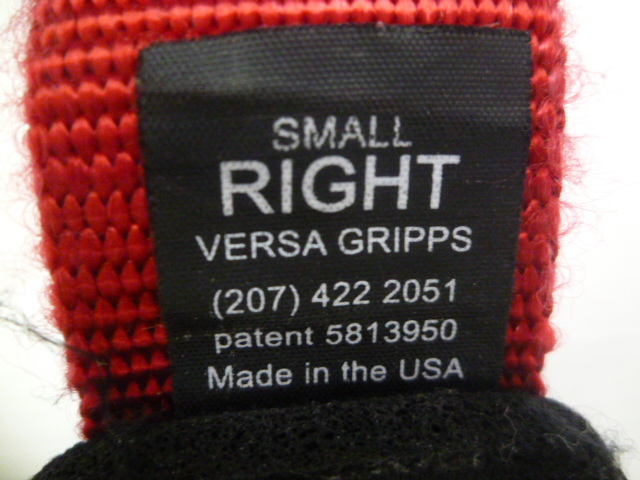 SMALL
RIGHT
VERSA GRIPPS
(207) 422 2051
patent 5813950
Made in the USA